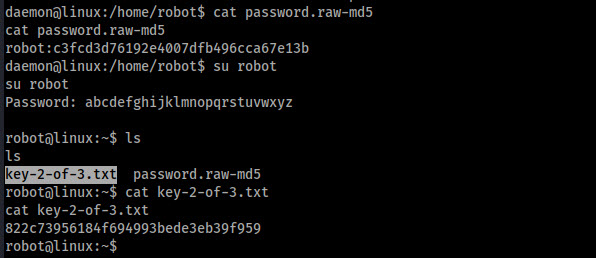 daemon@linux:/home/robot$ cat password.raw-md5
cat password.raw-md5
robot:c3fcd3d76192e4007dfb496cca67e13b
daemon@linux:/home/robot$ su robot
su robot
Password: abcdefghijklmnopqrstuvwxyz

robot@linux:~$ ls
ls
key-2-of-3.txt  password.raw-md5
robot@linux:~$ cat key-2-of-3.txt
cat key-2-of-3.txt
822c73956184f694993bede3eb39f959
robot@linux:~$